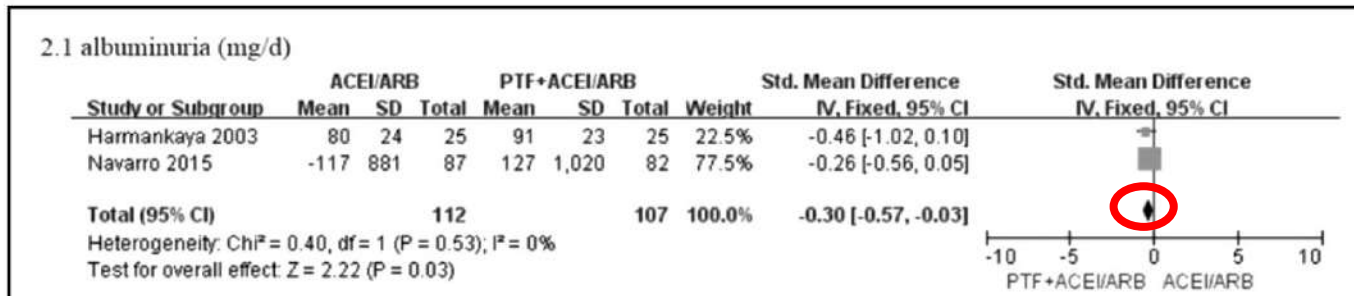 2.1 albuminuria (mg/d)
ACEI/ARB PTF+ACEI/ARB Std. Mean Difference Std. Mean Difference
Study or Subgroup Mean SD Total Mean SD Total Weight IV, Fixed, 95% CI IV, Fixed, 95% CI
Harmankaya 2003 80 24 25 91 23 25 22.5% -0.46 [-1.02, 0.10]
Navarro 2015 -117 881 87 127 1,020 82 77.5% -0.26 [-0.56, 0.05]
Total (95% CI) 112 107 100.0% -0.30 [-0.57, -0.03]
Heterogeneity: Chi² = 0.40, df = 1 (P = 0.53); I² = 0%
Test for overall effect: Z = 2.22 (P = 0.03)
-10 -5 0 5 10
PTF+ACEI/ARB ACEI/ARB